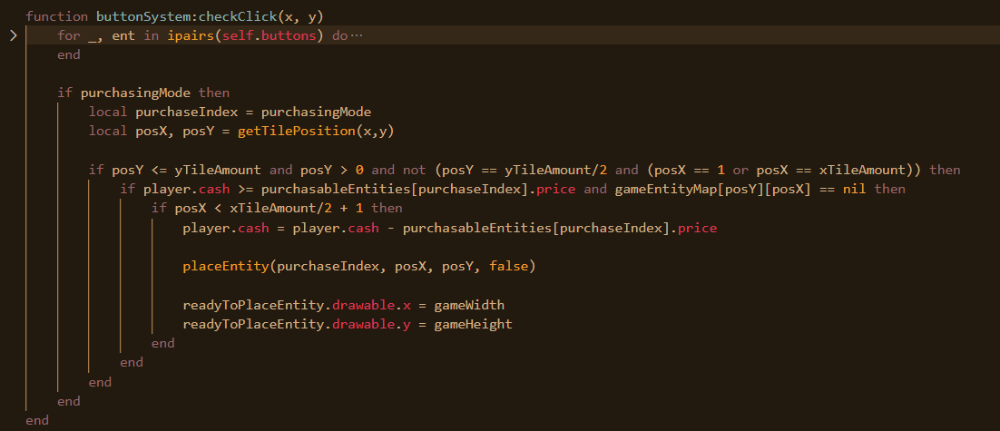 function buttonSystem:checkClick(x, y)
    for _, ent in ipairs(self.buttons) do···
    end

    if purchasingMode then
        local purchaseIndex = purchasingMode
        local posX, posY = getTilePosition(x,y)

        if posY <= yTileAmount and posY > 0 and not (posY == yTileAmount/2 and (posX == 1 or posX == xTileAmount)) then
            if player.cash >= purchasableEntities[purchaseIndex].price and gameEntityMap[posY][posX] == nil then
                if posX < xTileAmount/2 + 1 then
                    player.cash = player.cash - purchasableEntities[purchaseIndex].price

                    placeEntity(purchaseIndex, posX, posY, false)

                    readyToPlaceEntity.drawable.x = gameWidth
                    readyToPlaceEntity.drawable.y = gameHeight
                end
            end
        end
    end
end